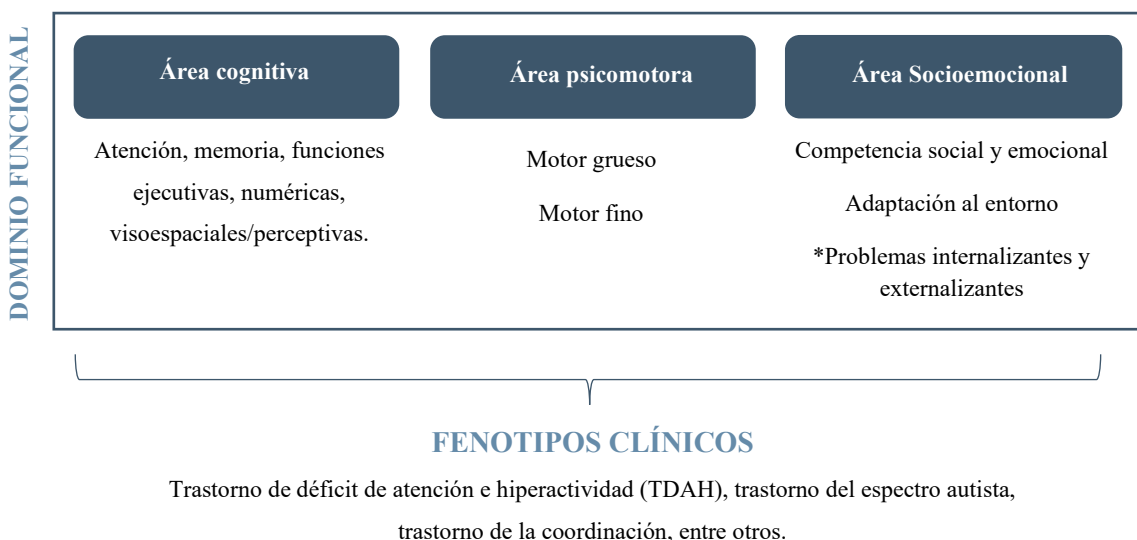 DOMINIO FUNCIONAL
Área cognitiva
Atención, memoria, funciones
ejecutivas, numéricas,
visoespaciales/perceptivas.
Área psicomotora
Motor grueso
Motor fino
Área Socioemocional
Competencia social y emocional
Adaptación al entorno
*Problemas internalizantes y
externalizantes
FENOTIPOS CLÍNICOS
Trastorno de déficit de atención e hiperactividad (TDAH), trastorno del espectro autista,
trastorno de la coordinación, entre otros.